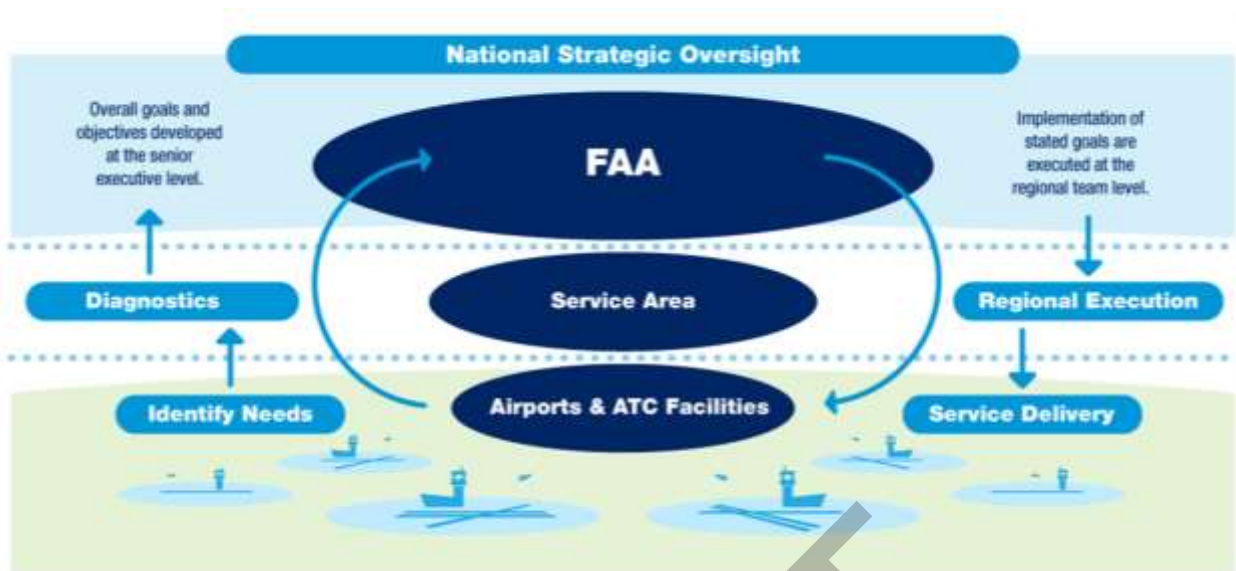 National Strategic Oversight
Overall goals and
objectives developed
at the senior
executive level.
FAA
Implementation of
stated goals are
executed at the
regional team level.
Diagnostics
Service Area
Regional Execution
Identify Needs
Airports & ATC Facilities
Service Delivery